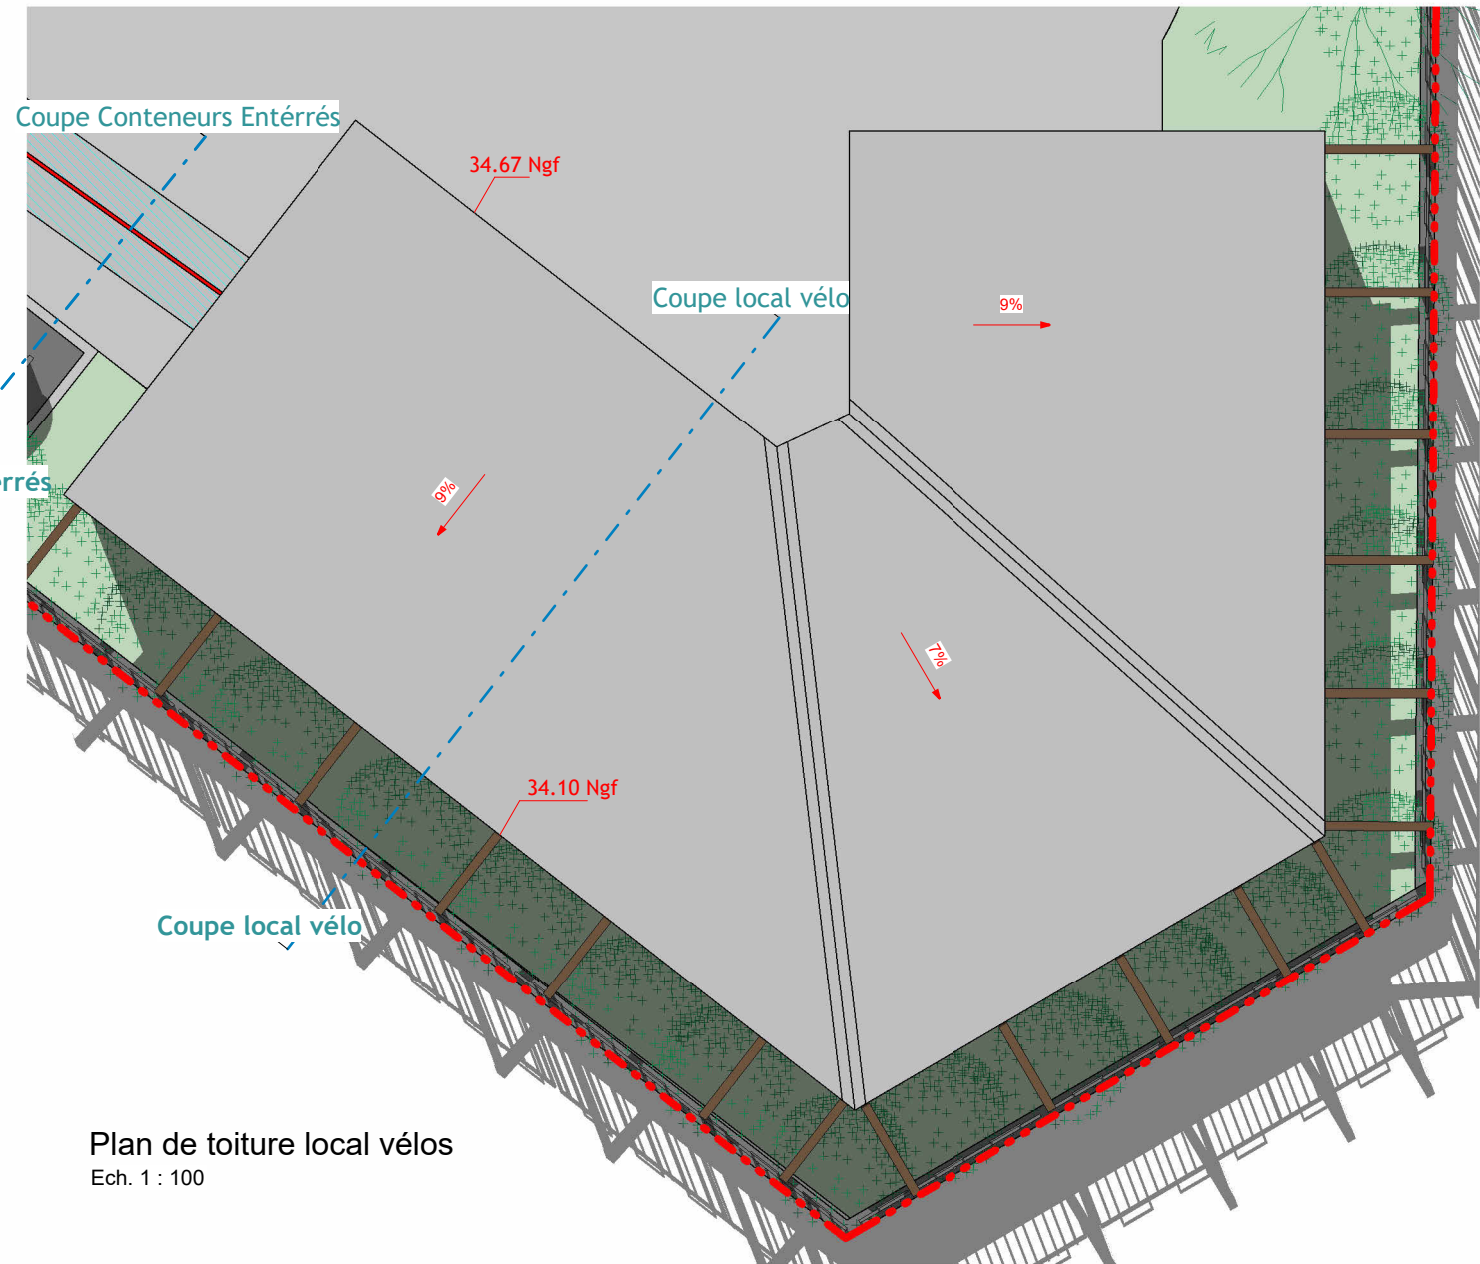 Coupe Conteneurs Entérrés
34.67 Ngf
Coupe local vélo
9%
9%
érrés
7%
34.10 Ngf
Coupe local vélo
Plan de toiture local vélos
Ech. 1 : 100